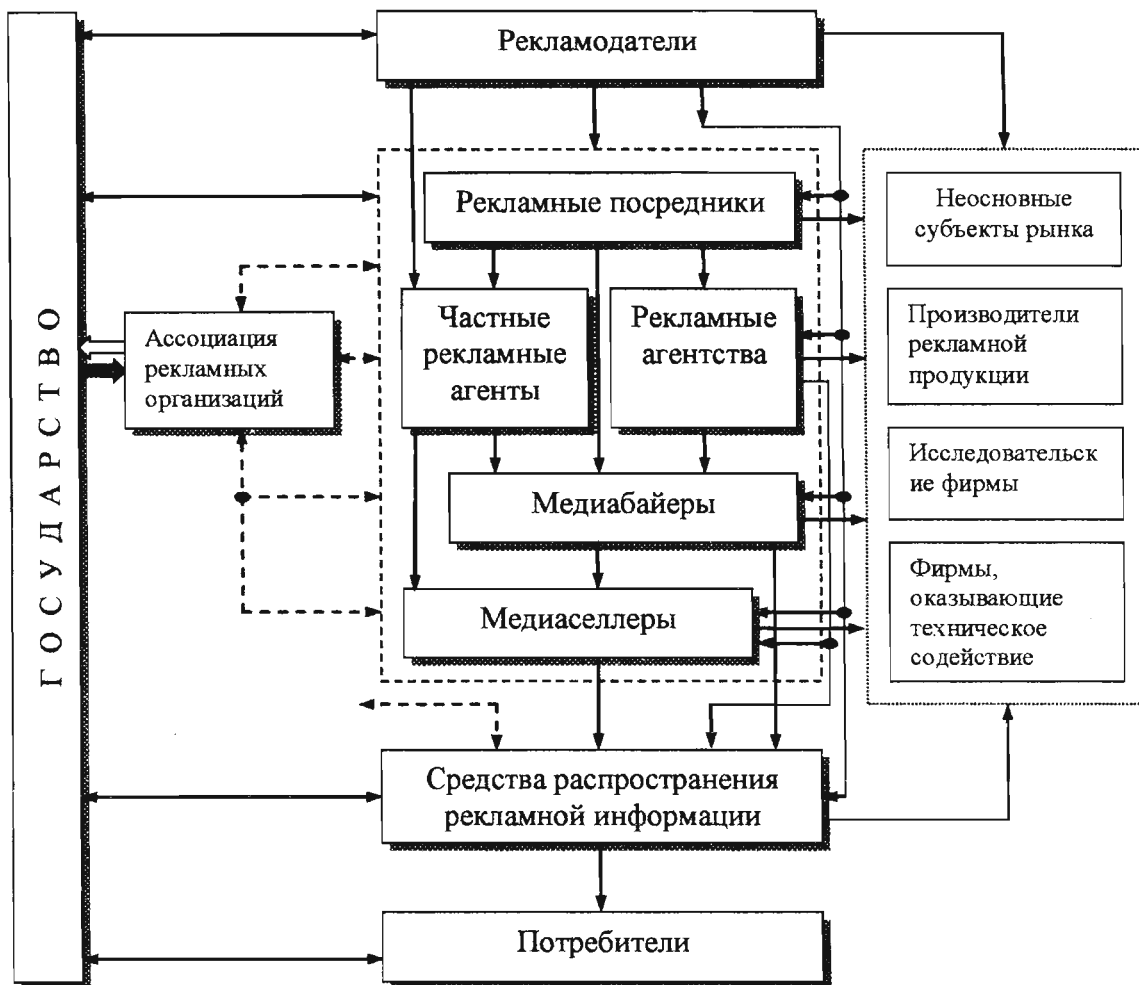 Рекламодатели
ГОСУДАРСТВО
Рекламные посредники
Неосновные
субъекты рынка
Ассоциация
рекламных
организаций
Частные
рекламные
агенты
Рекламные
агентства
Производители
рекламной
продукции
Медиабайеры
Исследовательск
ие фирмы
Медиаселлеры
Фирмы,
оказывающие
техническое
содействие
Средства распространения
рекламной информации
Потребители